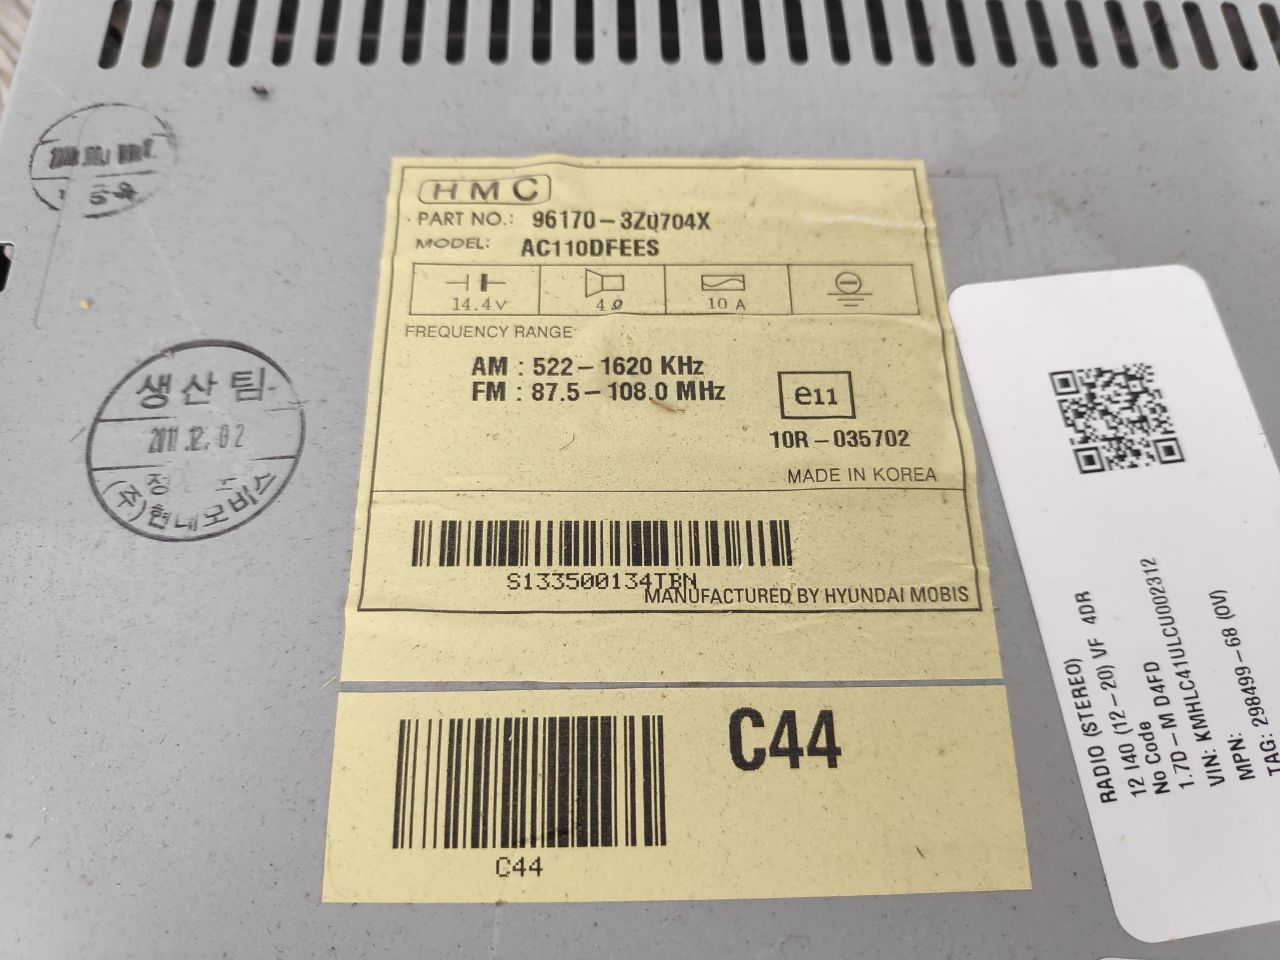 HMC
PART NO.: 96170-3Z0704X
MODEL: AC110DFEES
14.4V
4Ω
10 A
FREQUENCY RANGE
AM : 522-1620 KHz
FM : 87.5-108.0 MHz
e11
10R-035702
MADE IN KOREA
S133500134TBN
MANUFACTURED BY HYUNDAI MOBIS
C44
C44
생산팀
2011.12.02
(주)현대모비스
RADIO (STEREO)
12 I40 (12-20) VF 4DR
No Code
1.7D-M D4FD
VIN: KMHLC41ULCU002312
MPN:
TAG: 298499-68 (0V)